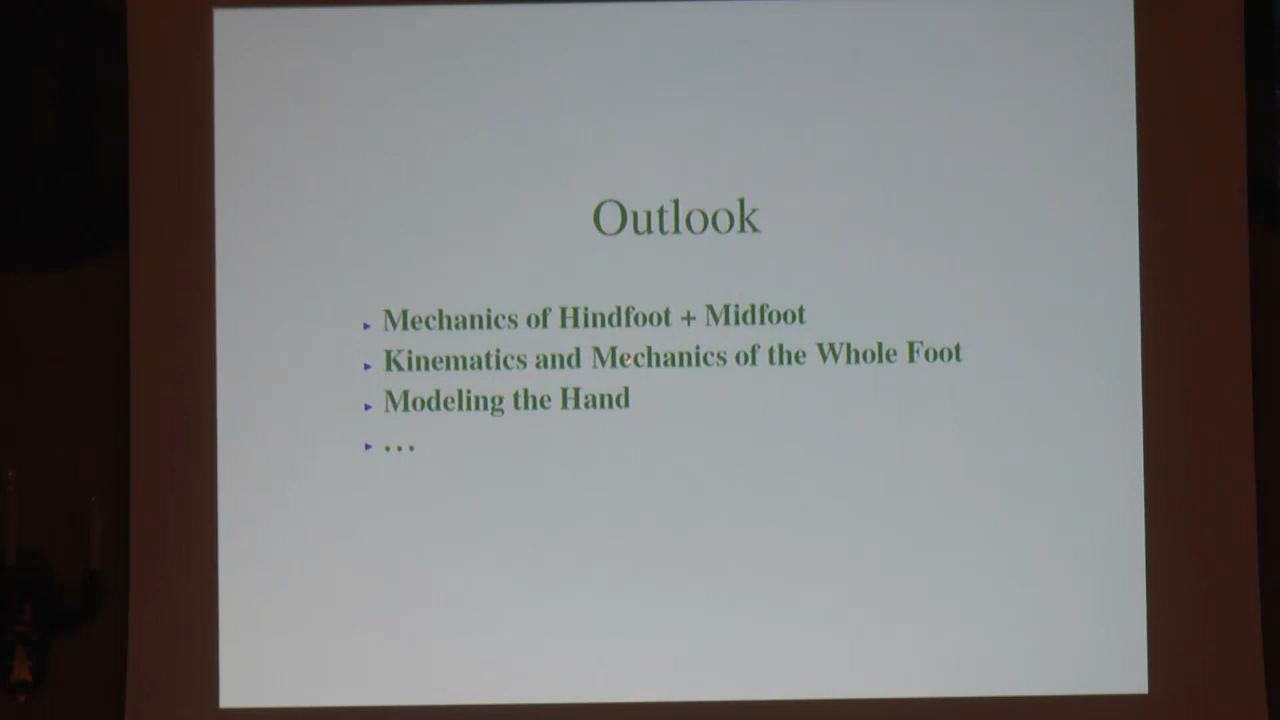 Outlook
▸ Mechanics of Hindfoot + Midfoot
▸ Kinematics and Mechanics of the Whole Foot
▸ Modeling the Hand
▸ ...